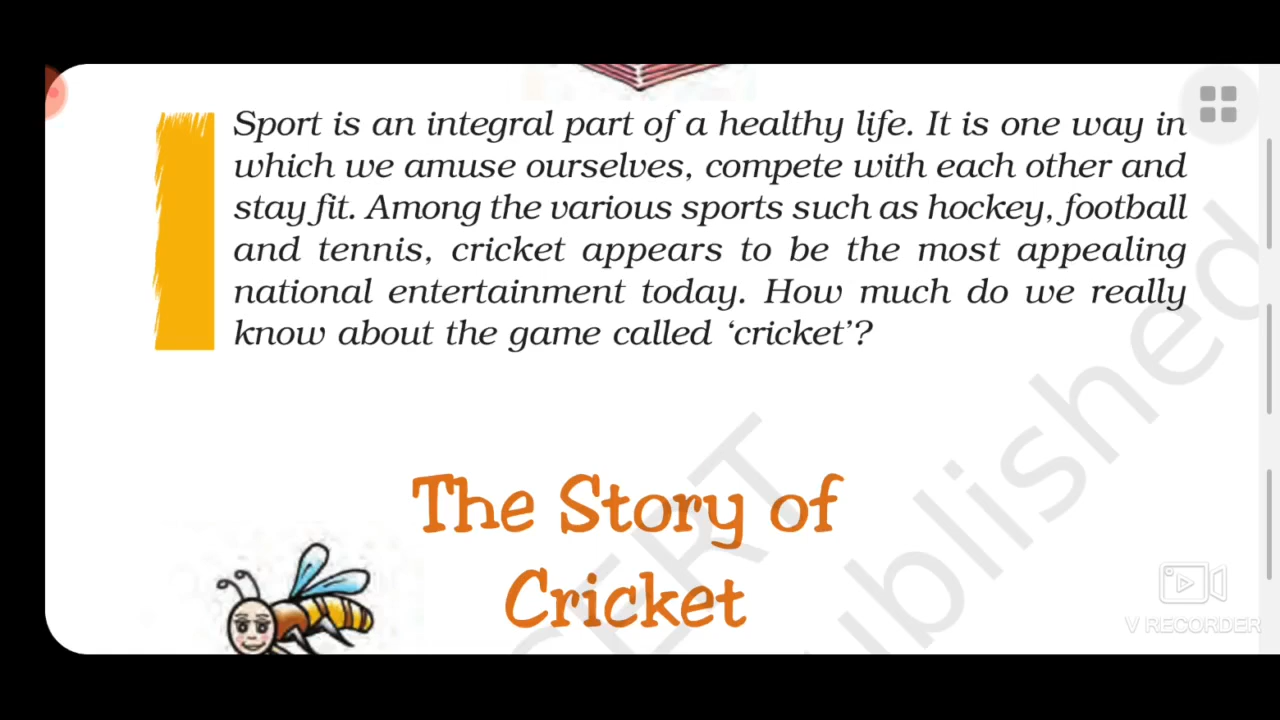 Sport is an integral part of a healthy life. It is one way in
which we amuse ourselves, compete with each other and
stay fit. Among the various sports such as hockey, football
and tennis, cricket appears to be the most appealing
national entertainment today. How much do we really
know about the game called ‘cricket’?
The Story of
Cricket
CERT
ublished
V RECORDER